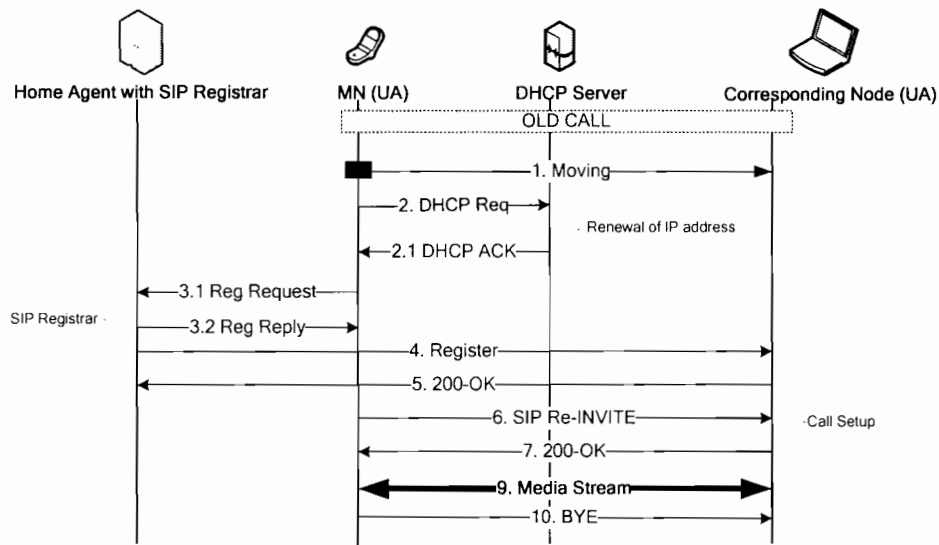 Home Agent with SIP Registrar
MN (UA)
DHCP Server
Corresponding Node (UA)
OLD CALL
1. Moving
2. DHCP Req
Renewal of IP address
2.1 DHCP ACK
3.1 Reg Request
SIP Registrar
3.2 Reg Reply
4. Register
5. 200-OK
6. SIP Re-INVITE
Call Setup
7. 200-OK
9. Media Stream
10. BYE